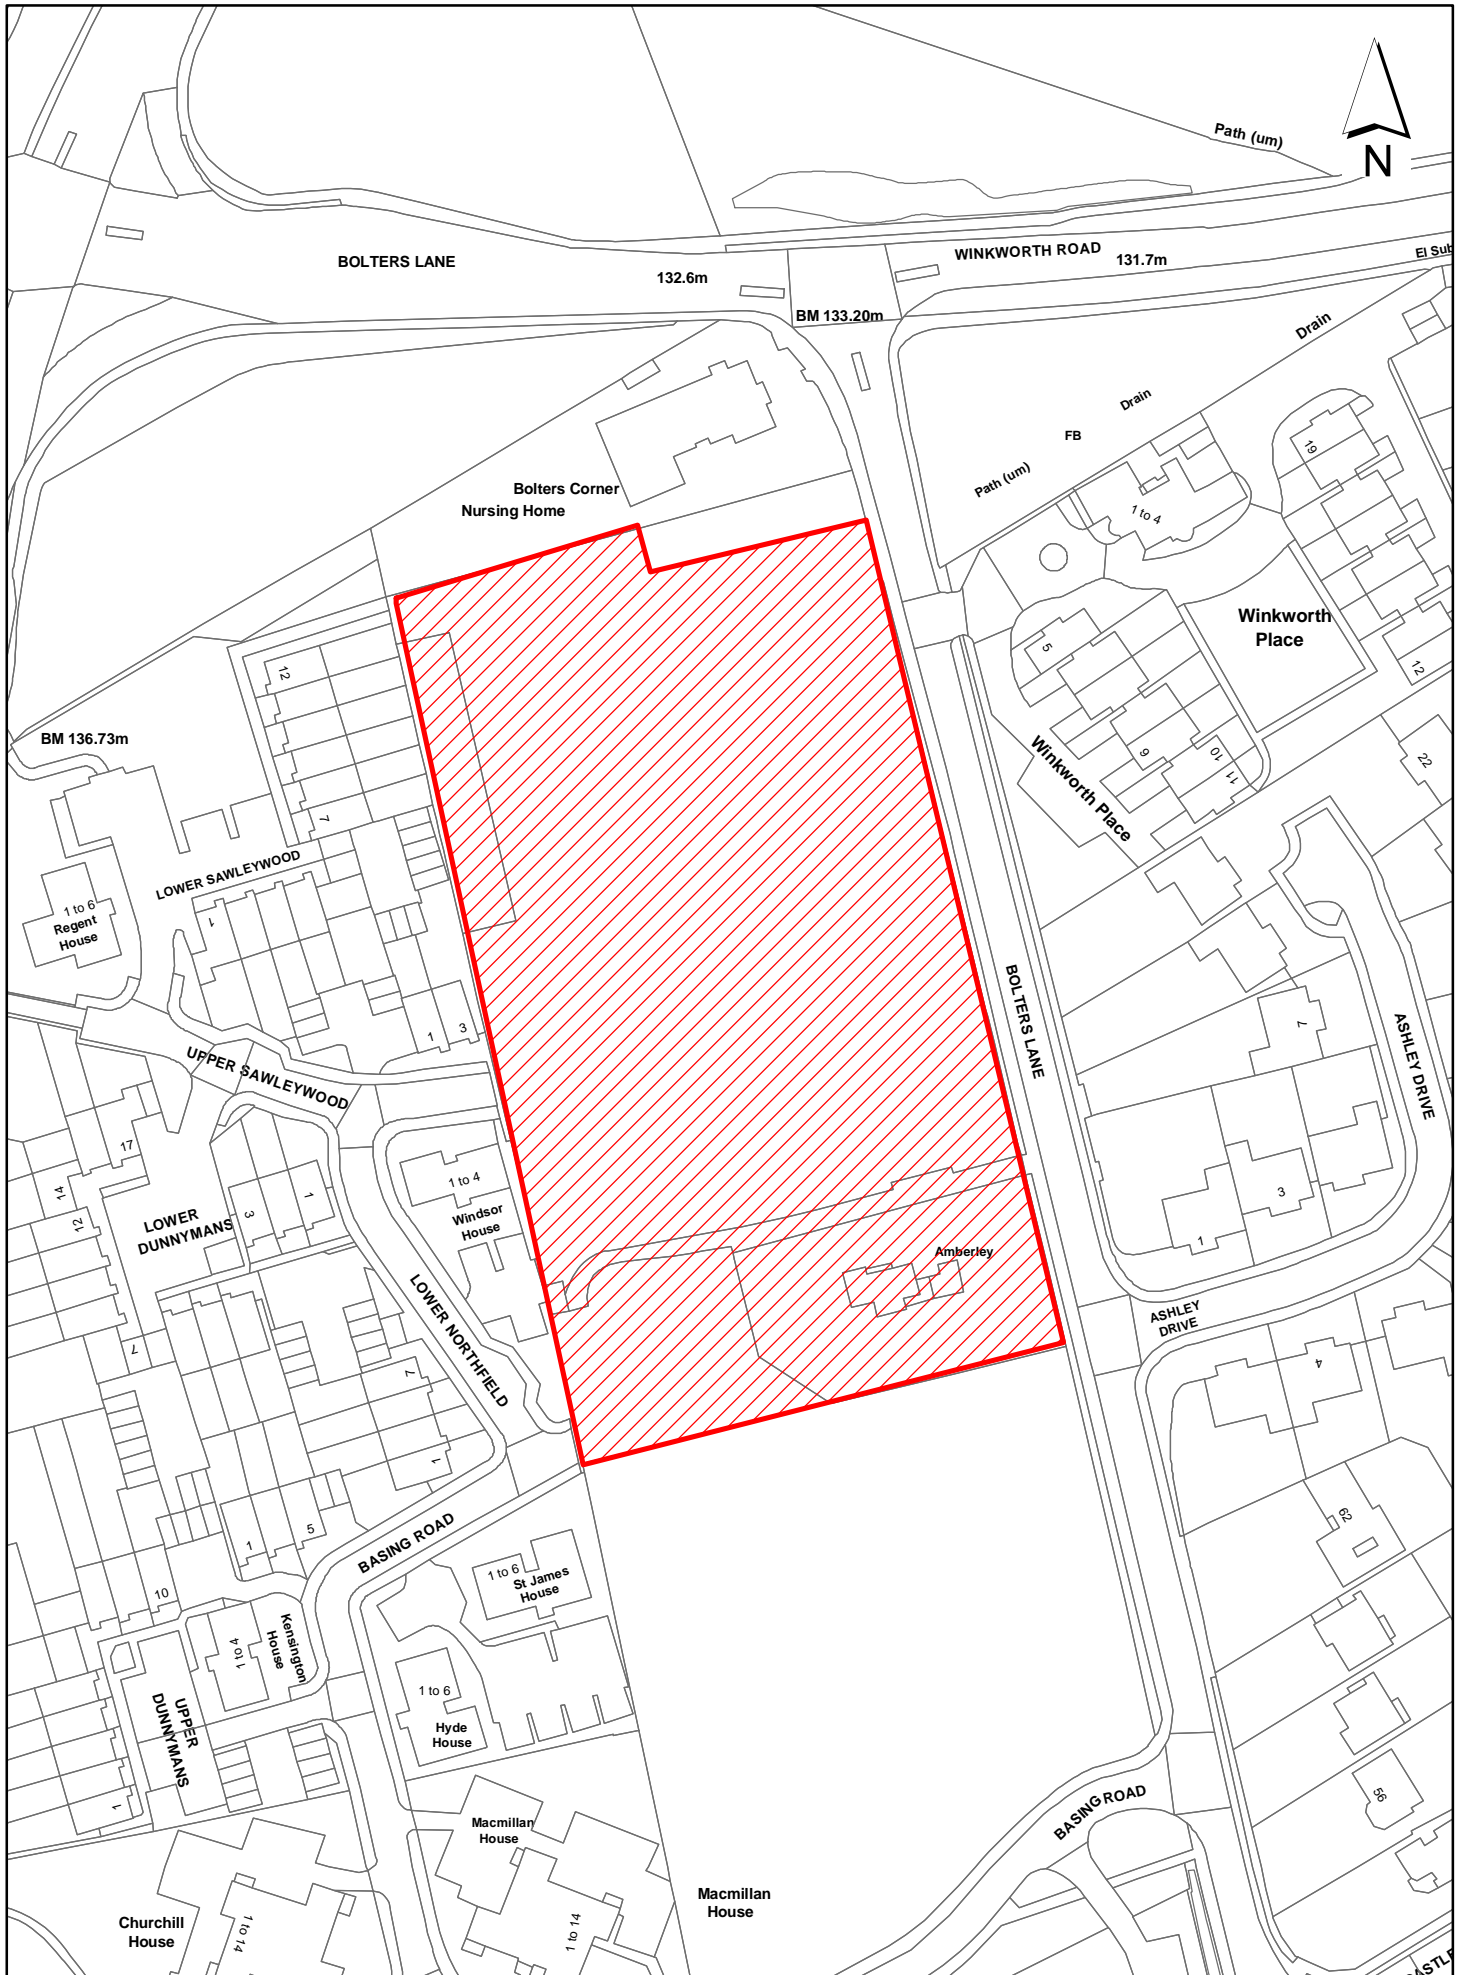 Path (um)
N
BOLTERS LANE
WINKWORTH ROAD
El Sub
131.7m
132.6m
BM 133.20m
Drain
Drain
FB
Path (um)
19
1 to 4
Bolters Corner
Nursing Home
Winkworth
Place
5
12
12
BM 136.73m
Winkworth Place
9
10
11
22
7
LOWER SAWLEYWOOD
1 to 6
Regent
House
1
BOLTERS LANE
1
3
7
ASHLEY DRIVE
UPPER SAWLEYWOOD
17
14
12
1 to 4
Windsor
House
1
3
LOWER
DUNNYMANS
3
1
Amberley
LOWER NORTHFIELD
ASHLEY
DRIVE
7
7
4
1
62
BASING ROAD
5
1
10
1 to 6
St James
House
Kensington
House
1 to 4
1 to 6
Hyde
House
UPPER
DUNNYMANS
1
56
BASING ROAD
Macmillan
House
Macmillan
House
Churchill
House
1 to 14
1 to 14
CASTLE